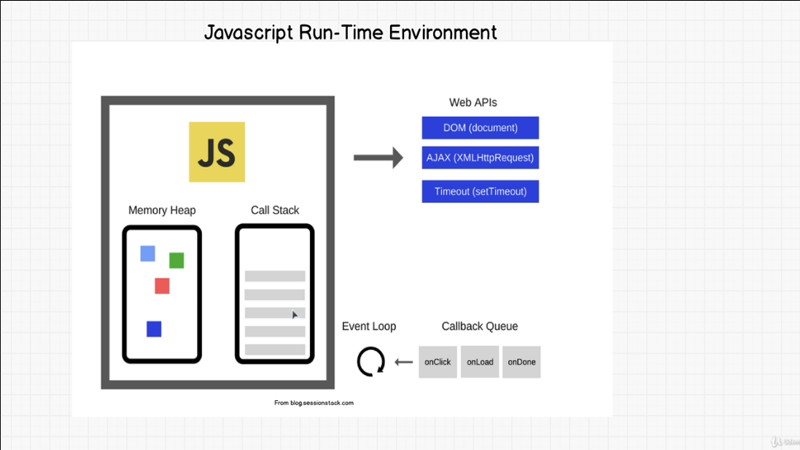 Javascript Run-Time Environment
Web APIs
DOM (document)
AJAX (XMLHttpRequest)
Timeout (setTimeout)
JS
Memory Heap
Call Stack
Event Loop
Callback Queue
onClick
onLoad
onDone
From blog.sessionstack.com